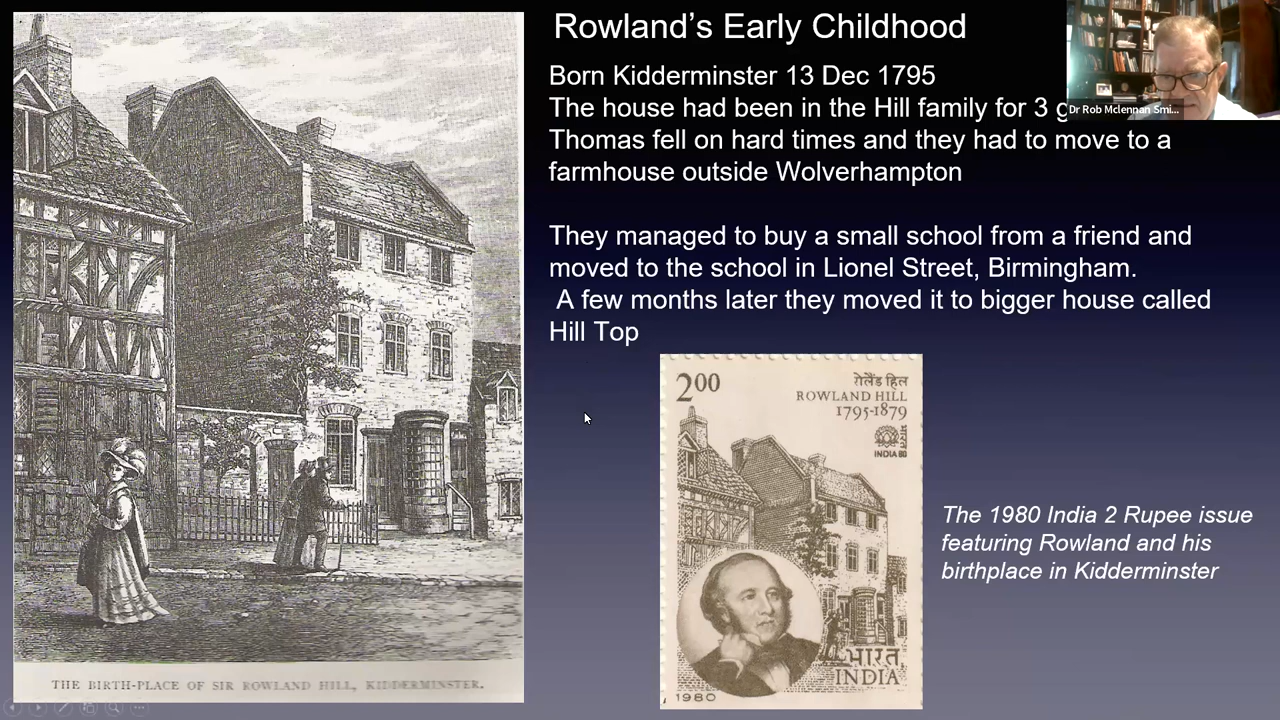 Rowland’s Early Childhood
Born Kidderminster 13 Dec 1795
The house had been in the Hill family for 3 g
Thomas fell on hard times and they had to move to a
farmhouse outside Wolverhampton
They managed to buy a small school from a friend and
moved to the school in Lionel Street, Birmingham.
A few months later they moved it to bigger house called
Hill Top
Dr Rob Mclennan Smi...
200
रोलैंड हिल
ROWLAND HILL
1795-1879
भारत
INDIA 80
भारत
INDIA
1980
The 1980 India 2 Rupee issue
featuring Rowland and his
birthplace in Kidderminster
THE BIRTH-PLACE OF SIR ROWLAND HILL, KIDDERMINSTER.